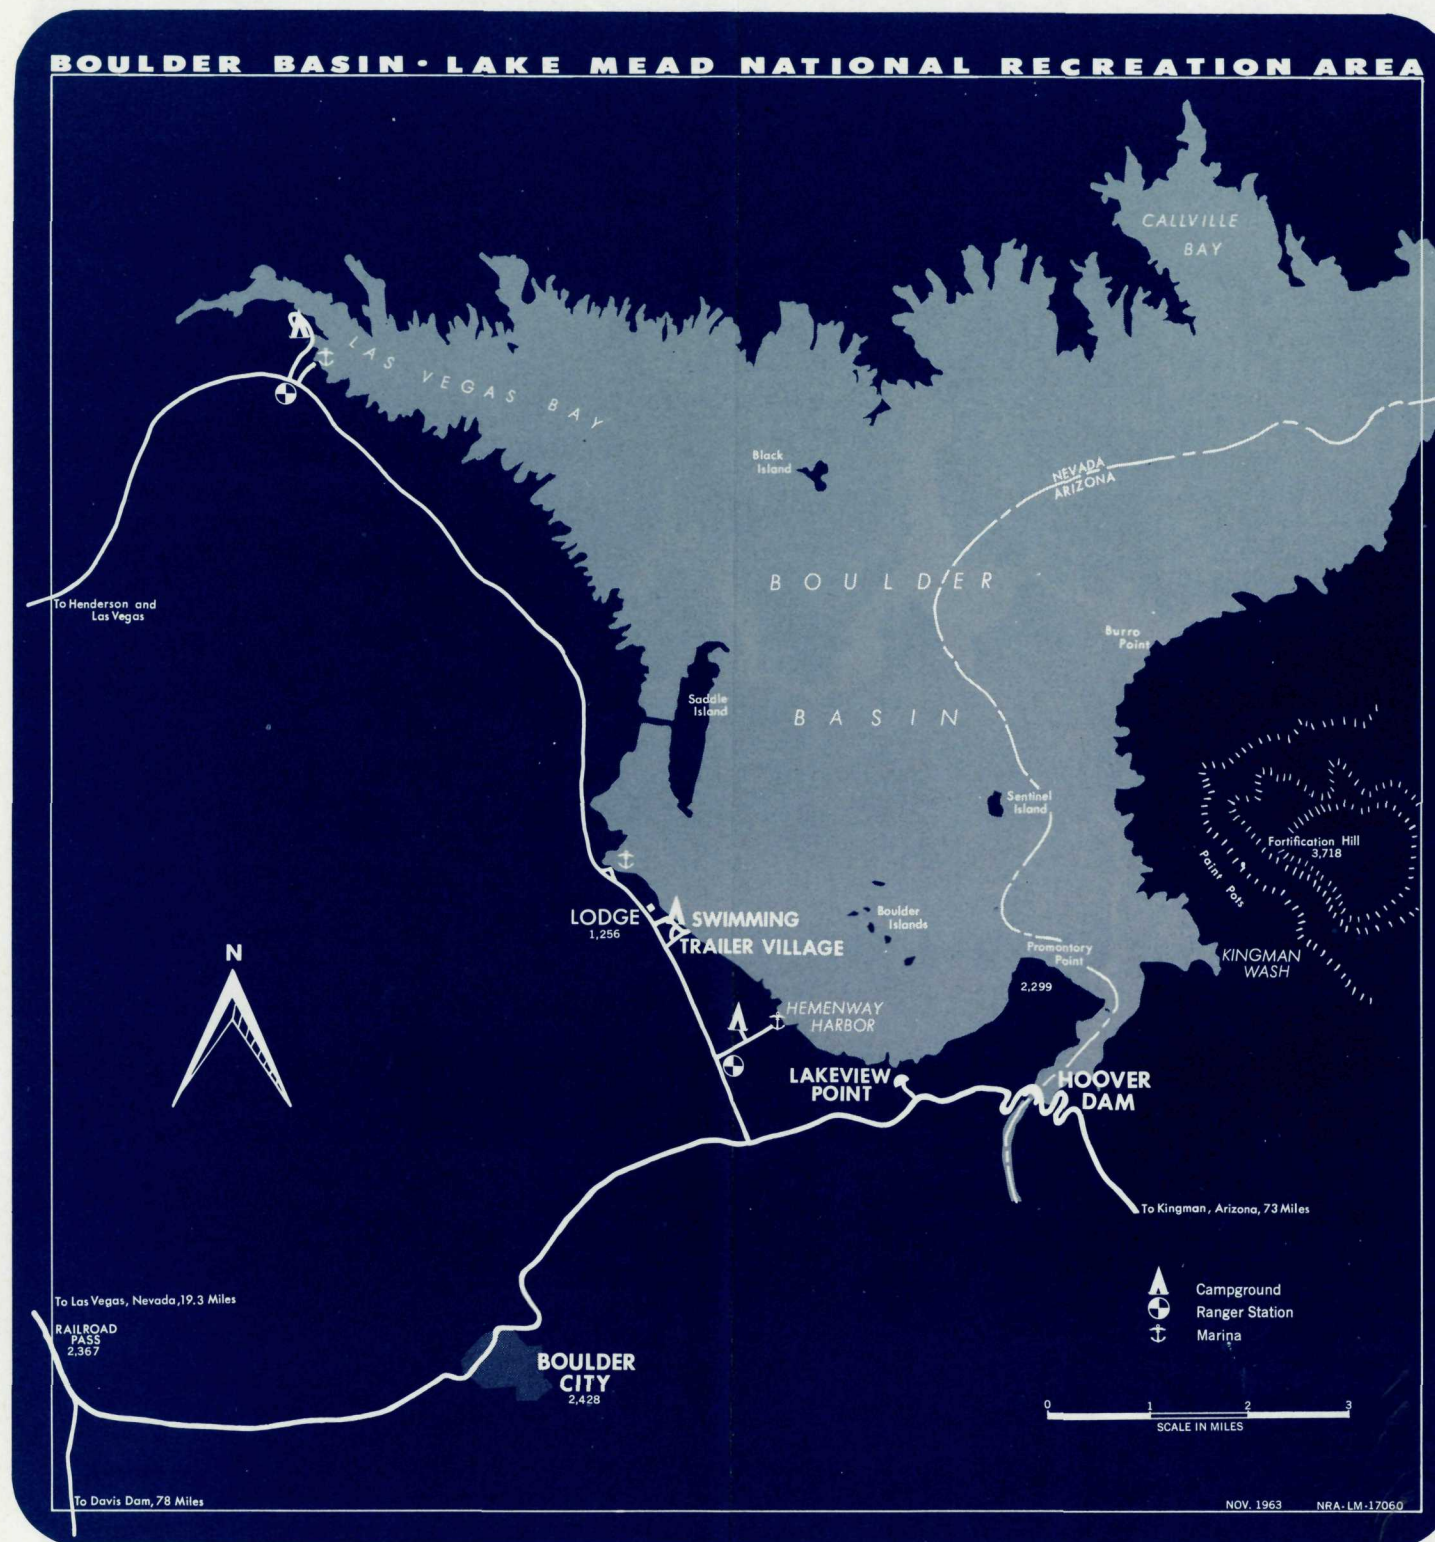 BOULDER BASIN · LAKE MEAD NATIONAL RECREATION AREA
CALLVILLE
BAY
LAS VEGAS BAY
Black
Island
NEVADA
ARIZONA
BOULDER
To Henderson and
Las Vegas
Burro
Point
Saddle
Island
BASIN
Sentinel
Island
Fortification Hill
3,718
Paint Pots
LODGE
1,256
SWIMMING
TRAILER VILLAGE
Boulder
Islands
Promontory
Point
2,299
KINGMAN
WASH
N
HEMENWAY
HARBOR
LAKEVIEW
POINT
HOOVER
DAM
To Kingman, Arizona, 73 Miles
Campground
Ranger Station
Marina
To Las Vegas, Nevada, 19.3 Miles
RAILROAD
PASS
2,367
BOULDER
CITY
2,428
0 1 2 3
SCALE IN MILES
To Davis Dam, 78 Miles
NOV. 1963 NRA-LM-17060